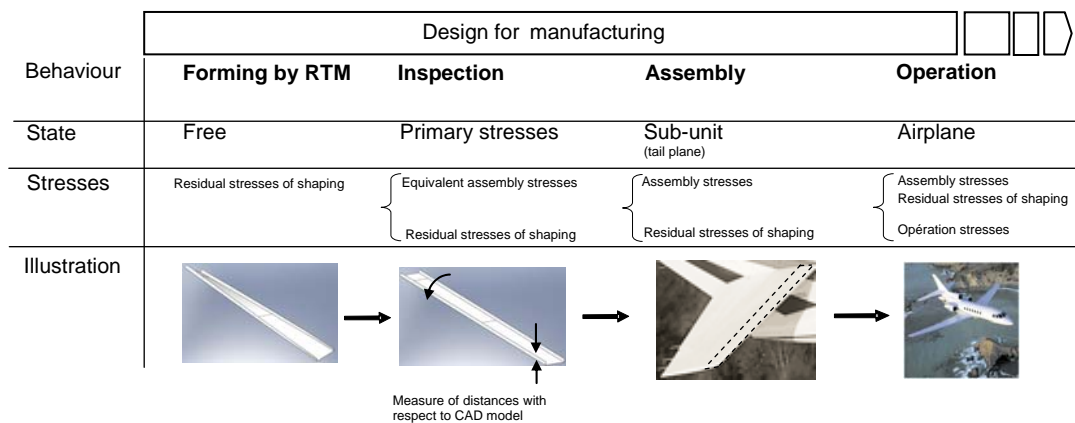 Design for manufacturing
Behaviour Forming by RTM Inspection Assembly Operation
State Free Primary stresses Sub-unit Airplane
(tail plane)
Stresses Residual stresses of shaping Equivalent assembly stresses Assembly stresses Assembly stresses
Residual stresses of shaping
Residual stresses of shaping Residual stresses of shaping Opération stresses
Illustration
Measure of distances with
respect to CAD model